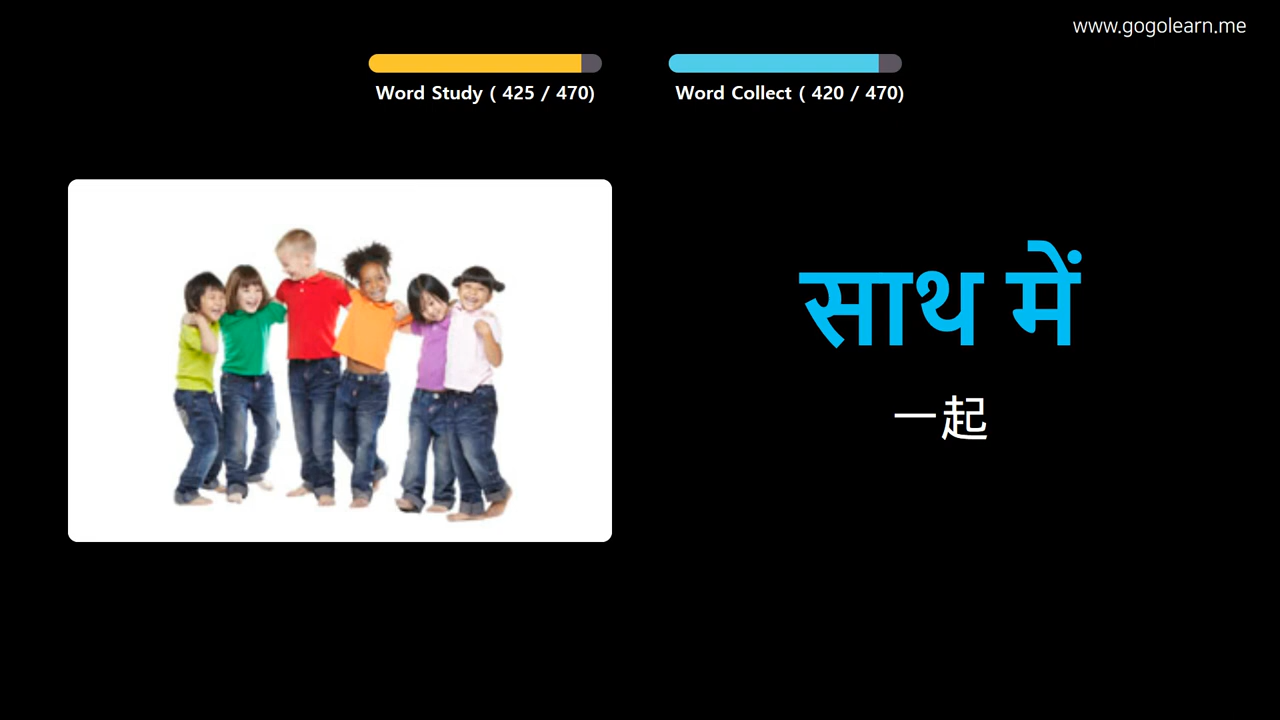 www.gogolearn.me
Word Study ( 425 / 470)
Word Collect ( 420 / 470)
साथ में
一起